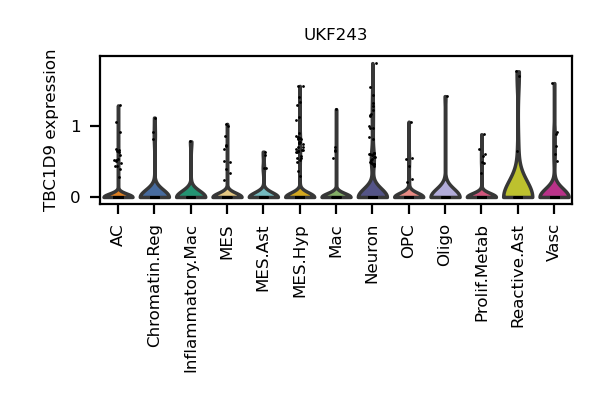 UKF243
TBC1D9 expression
1
0
AC
Chromatin.Reg
Inflammatory.Mac
MES
MES.Ast
MES.Hyp
Mac
Neuron
OPC
Oligo
Prolif.Metab
Reactive.Ast
Vasc